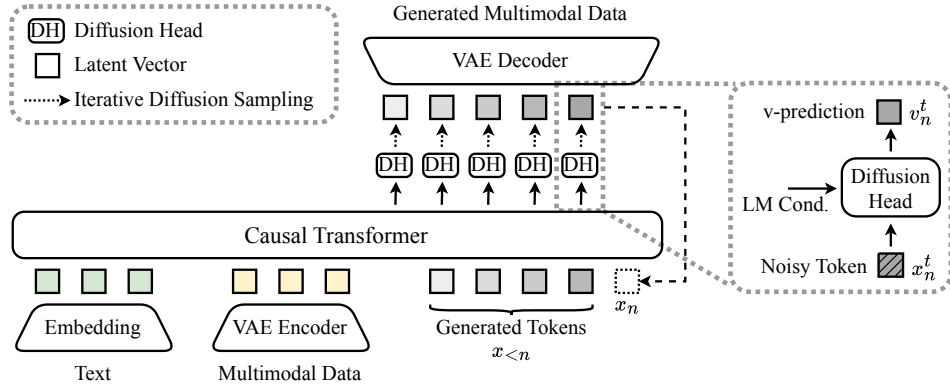 Generated Multimodal Data
DH Diffusion Head
Latent Vector
Iterative Diffusion Sampling
VAE Decoder
DH DH DH DH DH
v-prediction v_n^t
Diffusion
Head
LM Cond.
Noisy Token x_n^t
Causal Transformer
Embedding
VAE Encoder
Generated Tokens
x_{<n}
x_n
Text
Multimodal Data